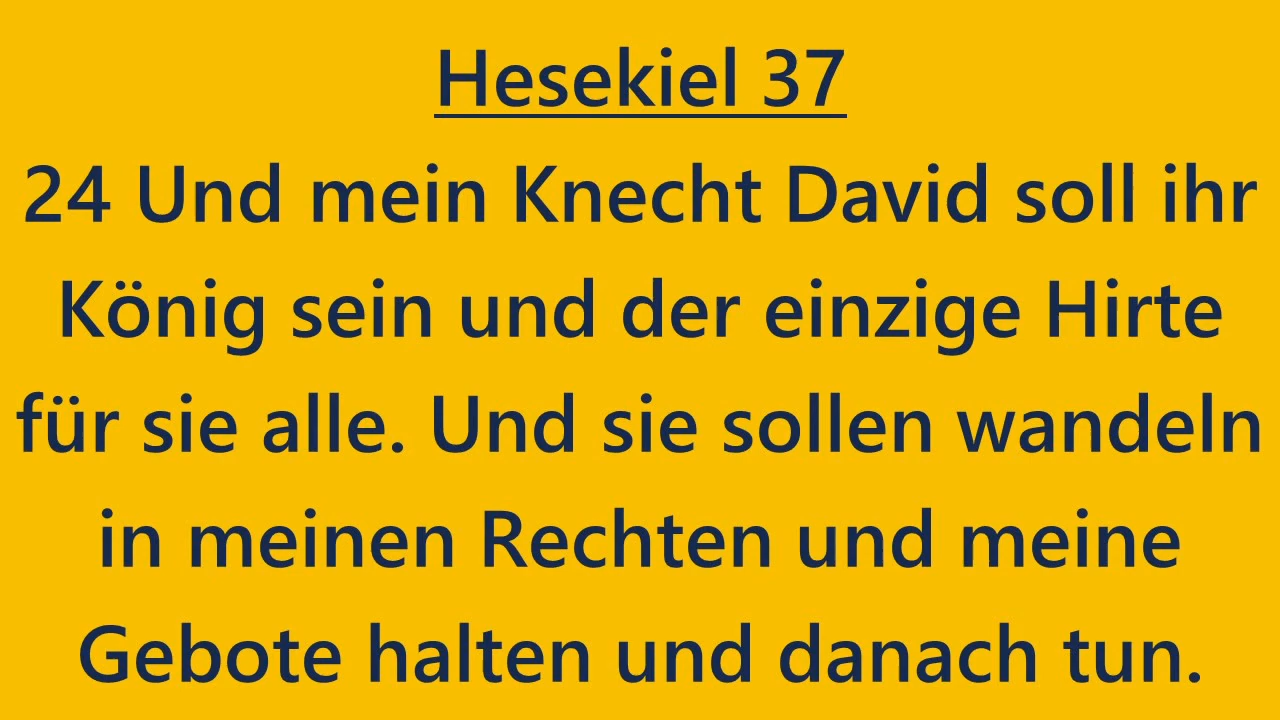 Hesekiel 37
24 Und mein Knecht David soll ihr
König sein und der einzige Hirte
für sie alle. Und sie sollen wandeln
in meinen Rechten und meine
Gebote halten und danach tun.